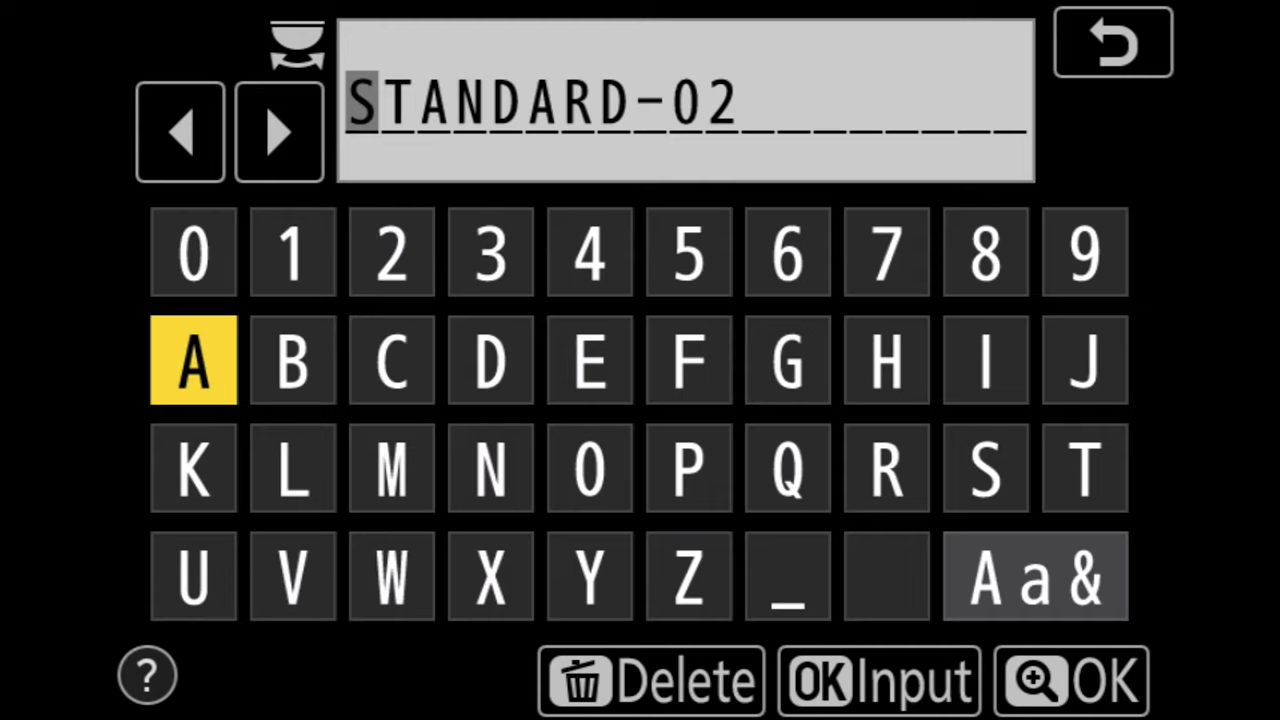 STANDARD-02
0 1 2 3 4 5 6 7 8 9
A B C D E F G H I J
K L M N O P Q R S T
U V W X Y Z _ Aa&
? Delete OK Input OK